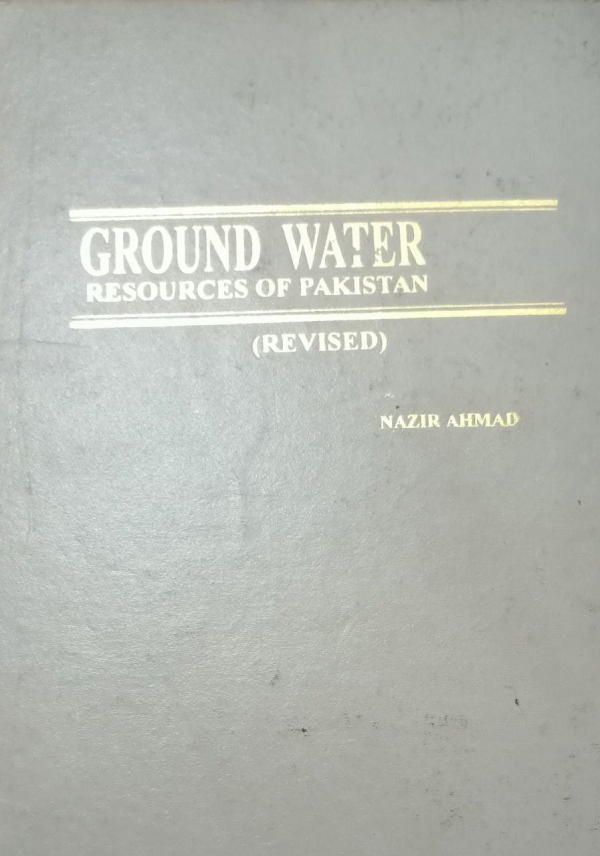 GROUND WATER
RESOURCES OF PAKISTAN
(REVISED)
NAZIR AHMAD